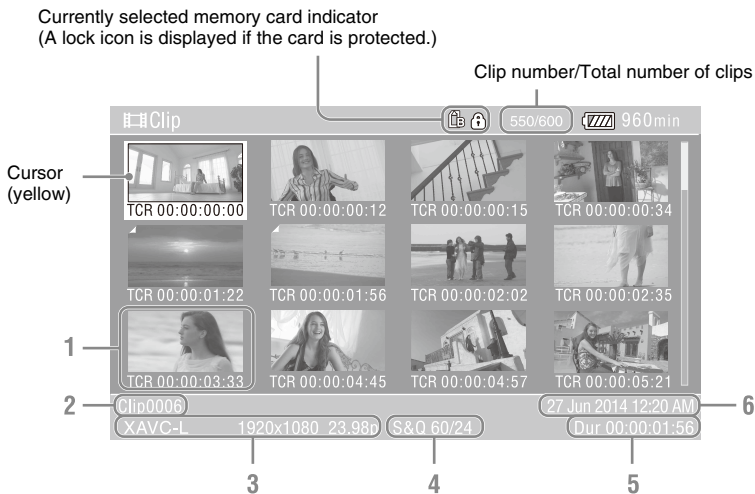 Currently selected memory card indicator
(A lock icon is displayed if the card is protected.)
Clip number/Total number of clips
Clip
B
550/600
960min
Cursor
(yellow)
TCR 00:00:00:00
TCR 00:00:00:12
TCR 00:00:00:15
TCR 00:00:00:34
TCR 00:00:01:22
TCR 00:00:01:56
TCR 00:00:02:02
TCR 00:00:02:35
1
TCR 00:00:03:33
TCR 00:00:04:45
TCR 00:00:04:57
TCR 00:00:05:21
2
Clip0006
27 Jun 2014 12:20 AM
6
XAVC-L 1920x1080 23.98p S&Q 60/24 Dur 00:00:01:56
3
4
5